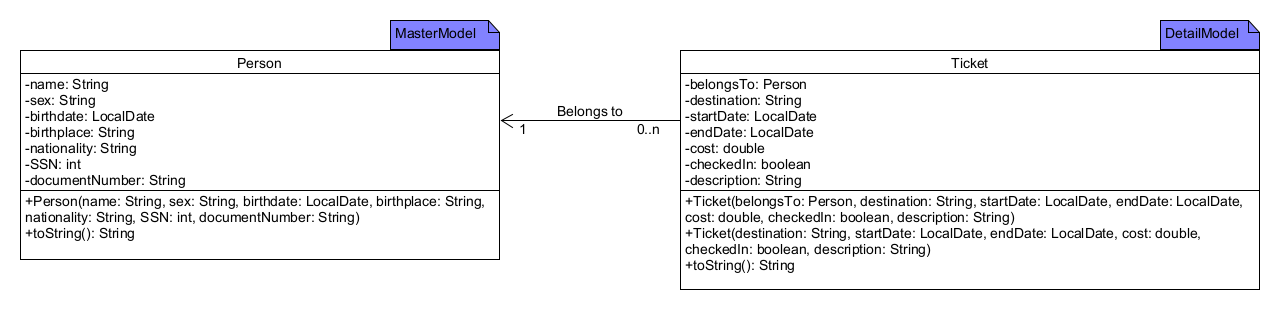 MasterModel
Person
-name: String
-sex: String
-birthdate: LocalDate
-birthplace: String
-nationality: String
-SSN: int
-documentNumber: String
+Person(name: String, sex: String, birthdate: LocalDate, birthplace: String,
nationality: String, SSN: int, documentNumber: String)
+toString(): String
Belongs to
1
0..n
DetailModel
Ticket
-belongsTo: Person
-destination: String
-startDate: LocalDate
-endDate: LocalDate
-cost: double
-checkedIn: boolean
-description: String
+Ticket(belongsTo: Person, destination: String, startDate: LocalDate, endDate: LocalDate,
cost: double, checkedIn: boolean, description: String)
+Ticket(destination: String, startDate: LocalDate, endDate: LocalDate, cost: double,
checkedIn: boolean, description: String)
+toString(): String